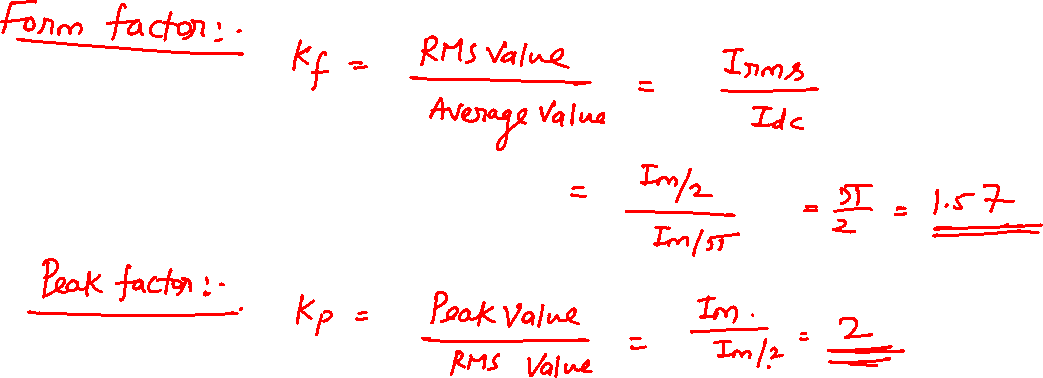 Form factor:-
Kf = RMS Value / Average Value = Irms / Idc
= Im/2 / Im/π = π/2 = 1.57
Peak factor:-
Kp = Peak Value / RMS Value = Im / Im/2 = 2